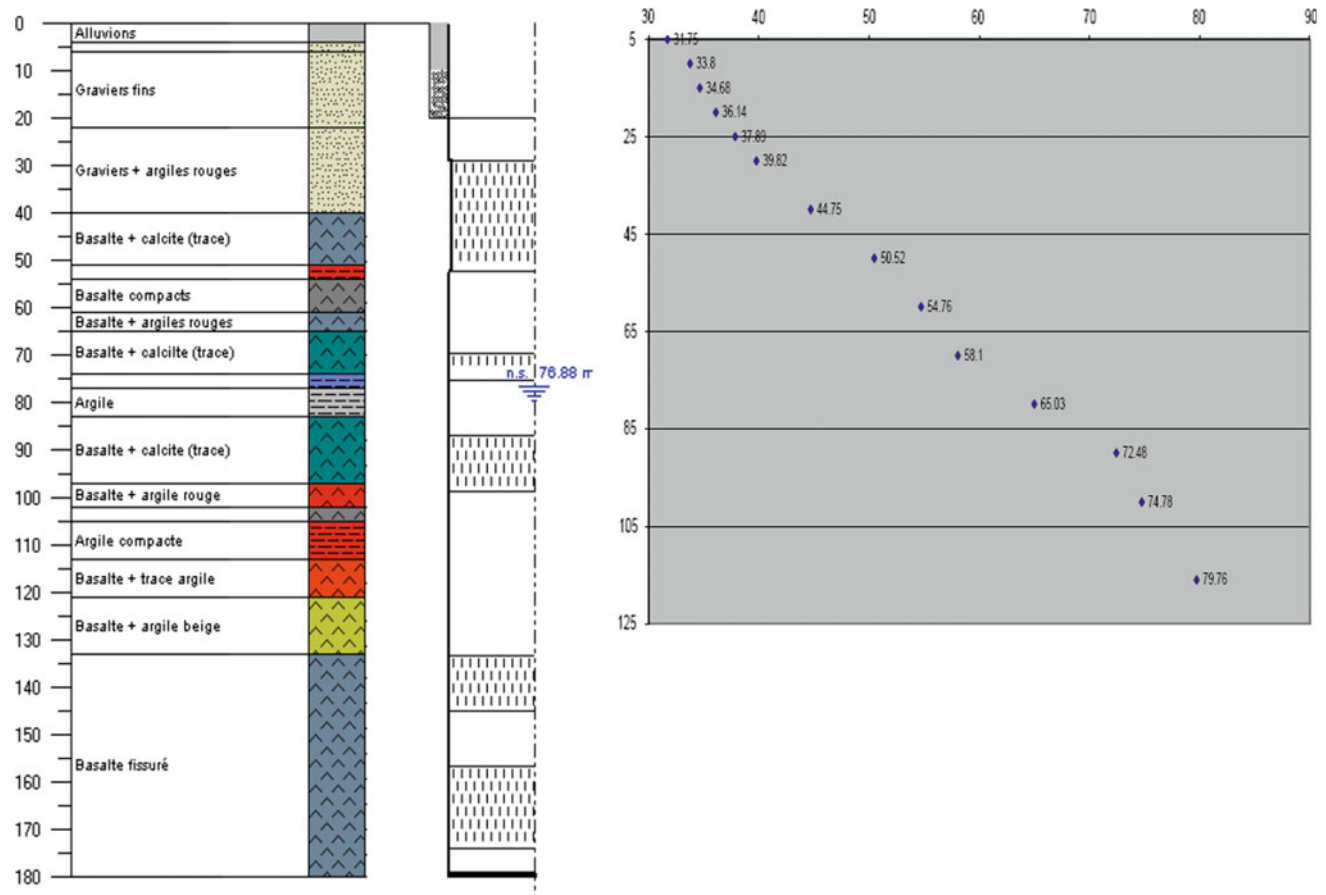 0
Alluvions
10
Graviers fins
20
30
Graviers + argiles rouges
40
Basalte + calcite (trace)
50
Basalte compacts
60
Basalte + argiles rouges
70
Basalte + calcilte (trace)
80
Argile
90
Basalte + calcite (trace)
100
Basalte + argile rouge
110
Argile compacte
120
Basalte + trace argile
130
Basalte + argile beige
140
150
160
Basalte fissuré
170
180
n.s. 76.88 m
30 40 50 60 70 80 90
5
25
45
65
85
105
125
31.75
33.8
34.68
36.14
37.89
39.82
44.75
50.52
54.76
58.1
65.03
72.48
74.78
79.76